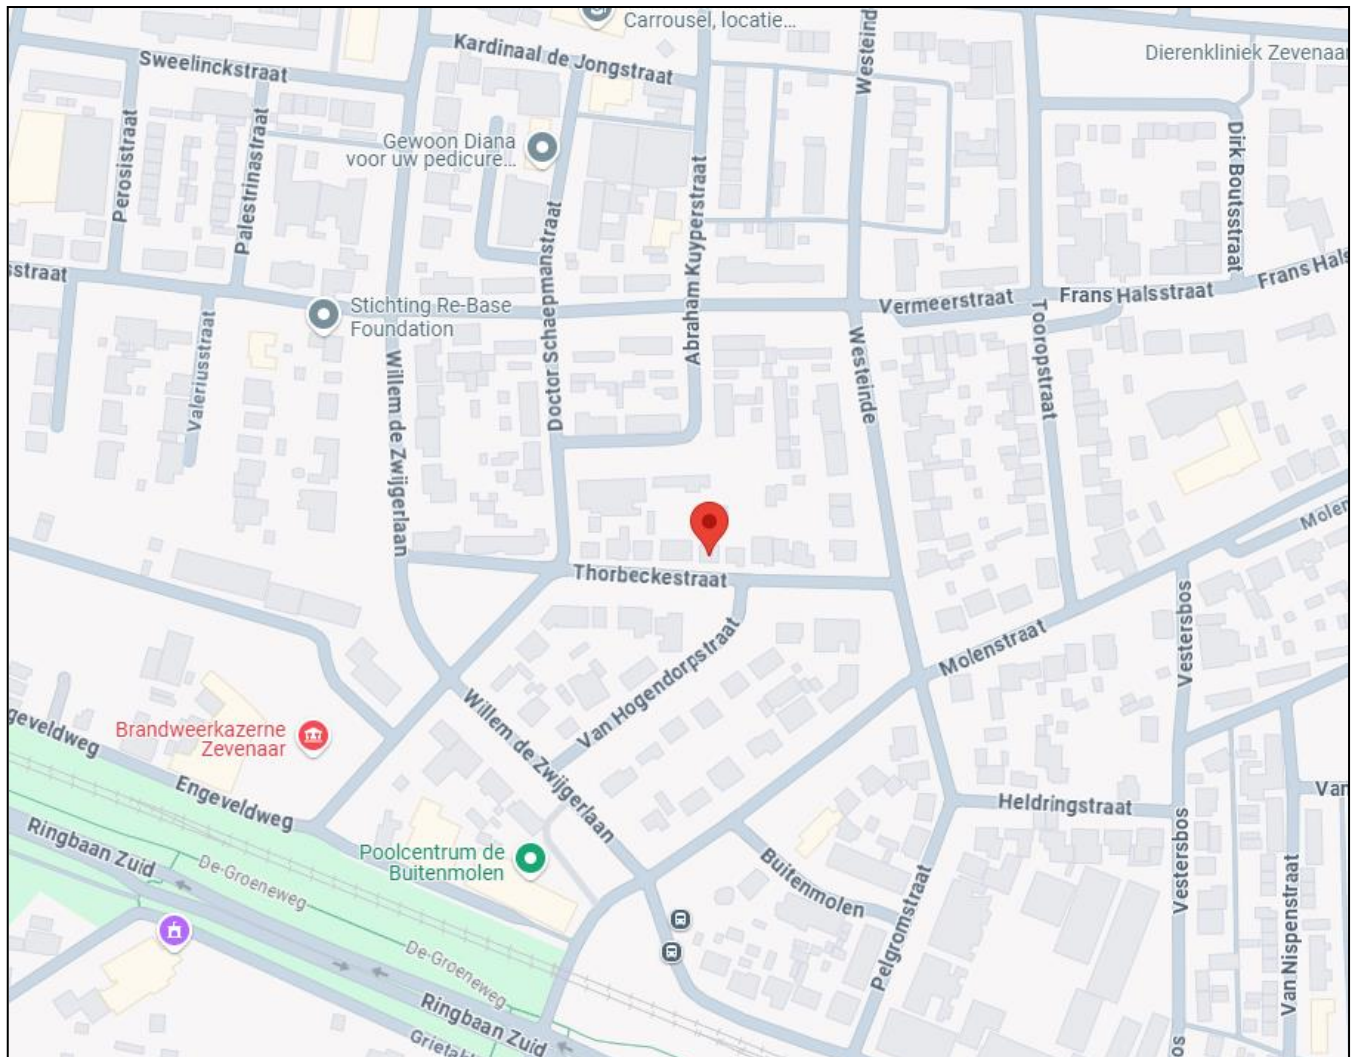 Carrousel, locatie...
Kardinaal de Jongstraat
Westeind
Dierenkliniek Zevenaar
Sweelinckstraat
Perosistraat
Palestrinastraat
Gewoon Diana
voor uw pedicure...
Dirk Boutsstraat
Abraham Kuyperstraat
Doctor Schaepmanstraat
sstraat
Frans Hals
Frans Halsstraat
Vermeerstraat
Stichting Re-Base
Foundation
Valeriusstraat
Willem de Zwijgerlaan
Westeinde
Tooropstraat
Molen
Thorbeckestraat
Vestersbos
Molenstraat
Van Hogendorpstraat
geveldweg
Brandweerkazerne
Zevenaar
Willem de Zwijgerlaan
Engeveldweg
Heldringstraat
Van
Ringbaan Zuid
De-Groeneweg
Poolcentrum de
Buitenmolen
Buitenmolen
Vestersbos
Pelgromstraat
Van Nispenstraat
De-Groeneweg
Ringbaan Zuid
Grietak
os